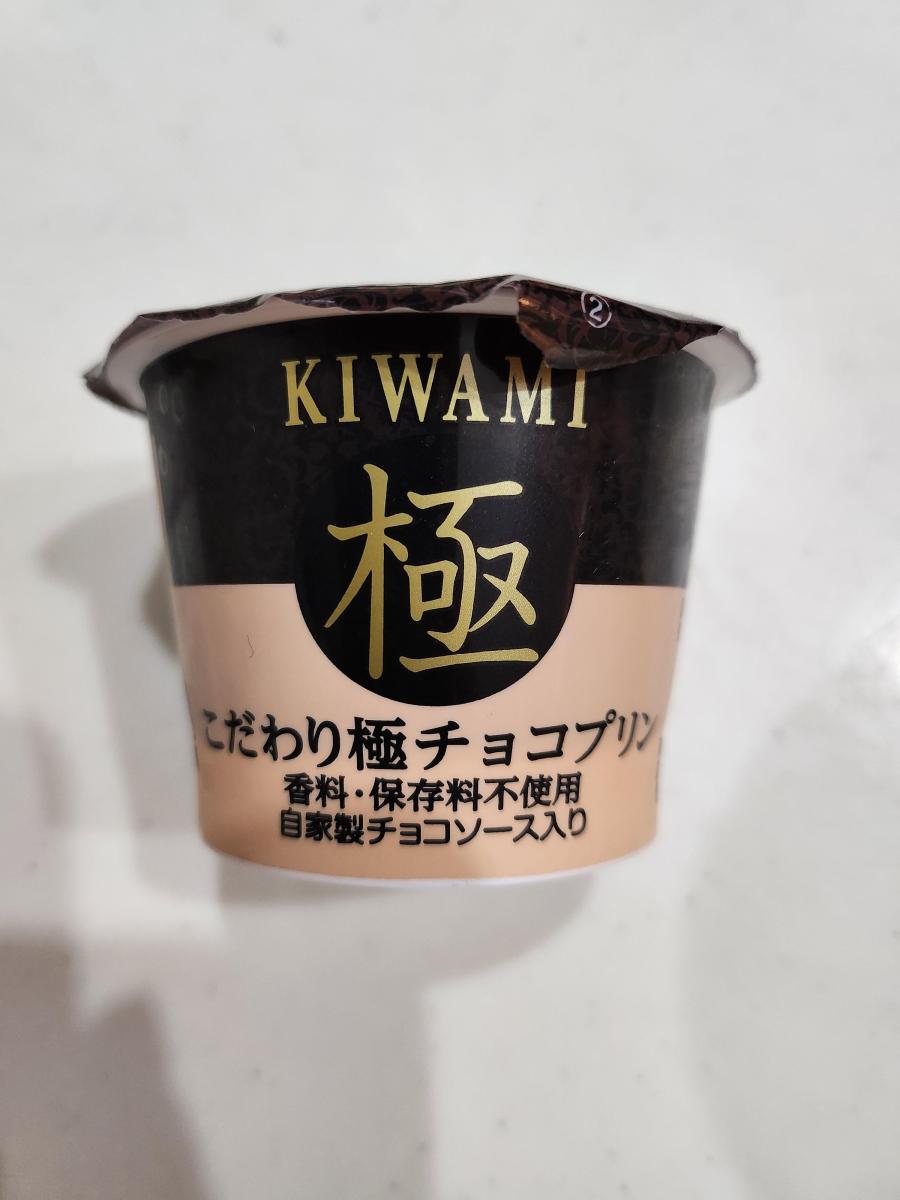 ②
KIWAMI
極
こだわり極チョコプリン
香料・保存料不使用
自家製チョコソース入り